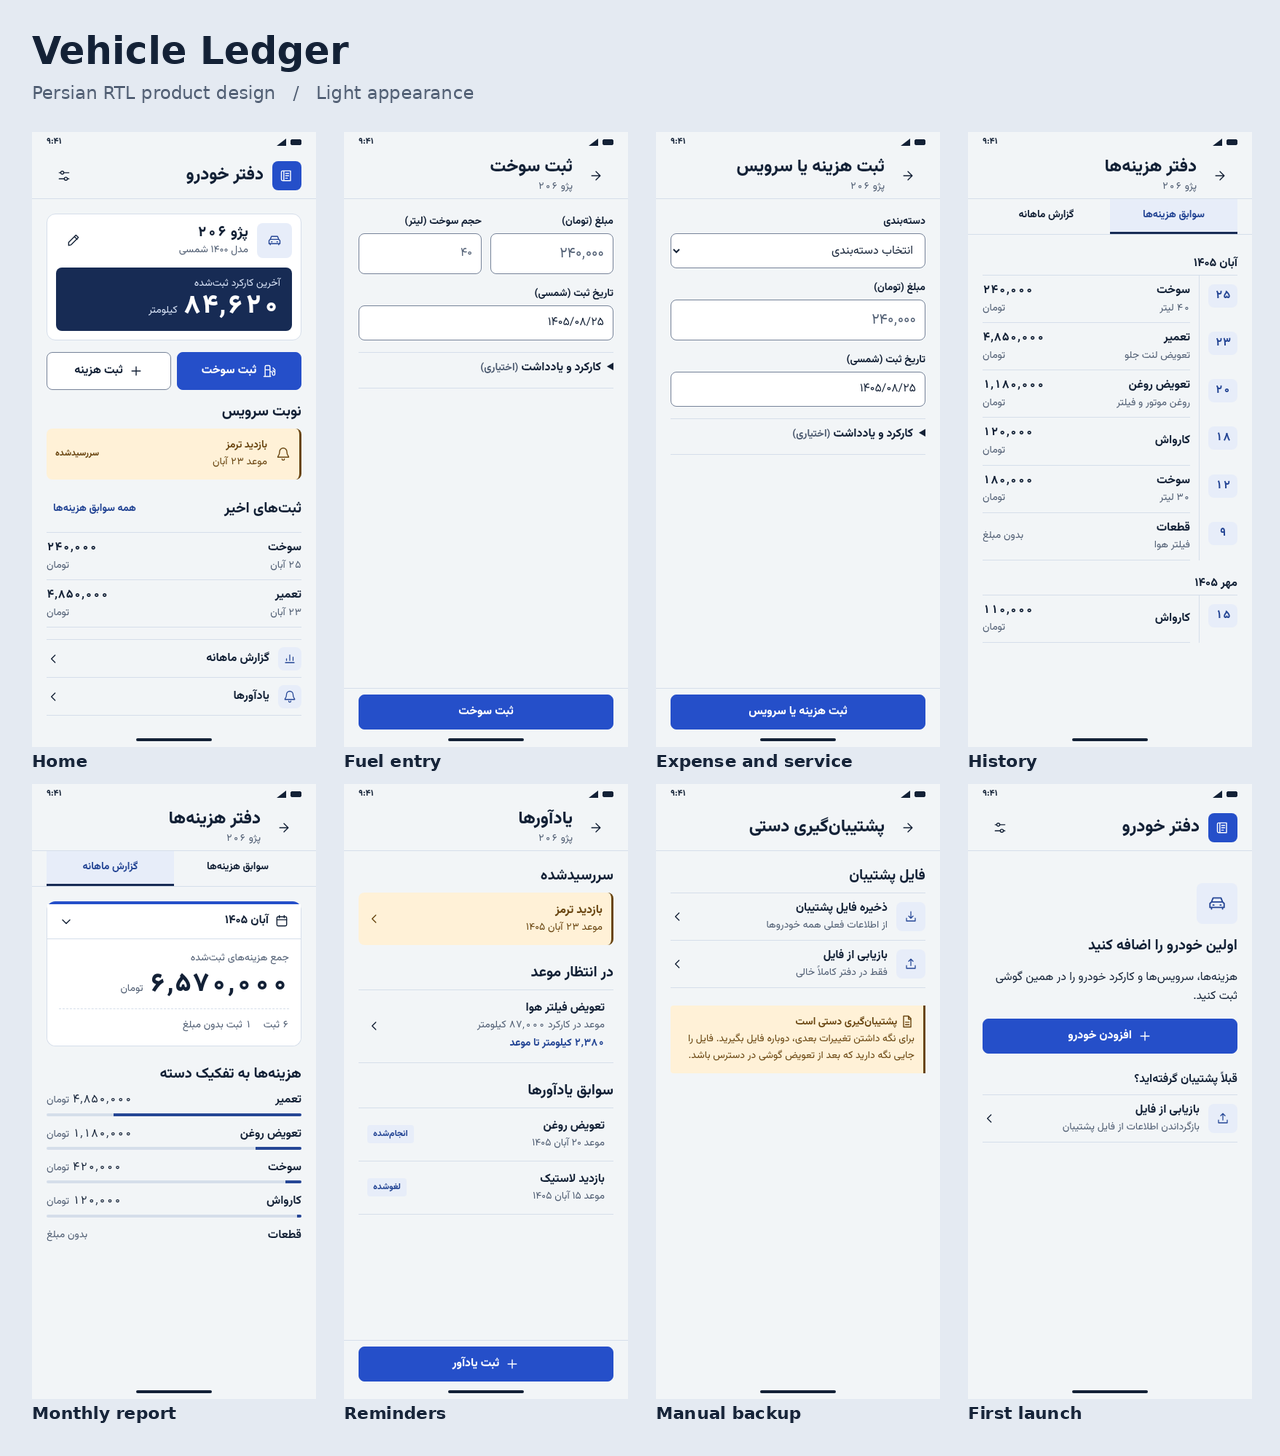 Vehicle Ledger
Persian RTL product design / Light appearance
۹:۴۱
دفتر خودرو
پژو ۲۰۶
مدل ۱۴۰۰ شمسی
آخرین کارکرد ثبت‌شده
۸۴,۶۲۰ کیلومتر
ثبت سوخت
ثبت هزینه
نوبت سرویس
بازدید ترمز
موعد ۲۳ آبان
سررسیدشده
ثبت‌های اخیر
همه سوابق هزینه‌ها
سوخت ۲۴۰,۰۰۰
۲۵ آبان تومان
تعمیر ۴,۸۵۰,۰۰۰
۲۳ آبان تومان
گزارش ماهانه
یادآورها
Home
۹:۴۱
ثبت سوخت
پژو ۲۰۶
مبلغ (تومان) حجم سوخت (لیتر)
۲۴۰,۰۰۰ ۴۰
تاریخ ثبت (شمسی)
۱۴۰۵/۰۸/۲۵
کارکرد و یادداشت (اختیاری)
ثبت سوخت
Fuel entry
۹:۴۱
ثبت هزینه یا سرویس
پژو ۲۰۶
دسته‌بندی
انتخاب دسته‌بندی
مبلغ (تومان)
۲۴۰,۰۰۰
تاریخ ثبت (شمسی)
۱۴۰۵/۰۸/۲۵
کارکرد و یادداشت (اختیاری)
ثبت هزینه یا سرویس
Expense and service
۹:۴۱
دفتر هزینه‌ها
پژو ۲۰۶
سوابق هزینه‌ها گزارش ماهانه
آبان ۱۴۰۵
۲۵ سوخت ۲۴۰,۰۰۰
۴۰ لیتر تومان
۲۳ تعمیر ۴,۸۵۰,۰۰۰
تعویض لنت جلو تومان
۲۰ تعویض روغن ۱,۱۸۰,۰۰۰
روغن موتور و فیلتر تومان
۱۸ کارواش ۱۲۰,۰۰۰
تومان
۱۲ سوخت ۱۸۰,۰۰۰
۳۰ لیتر تومان
۹ قطعات بدون مبلغ
فیلتر هوا
مهر ۱۴۰۵
۱۵ کارواش ۱۱۰,۰۰۰
تومان
History
۹:۴۱
دفتر هزینه‌ها
پژو ۲۰۶
سوابق هزینه‌ها گزارش ماهانه
آبان ۱۴۰۵
جمع هزینه‌های ثبت‌شده
۶,۵۷۰,۰۰۰ تومان
۶ ثبت ۱ ثبت بدون مبلغ
هزینه‌ها به تفکیک دسته
تعمیر ۴,۸۵۰,۰۰۰ تومان
تعویض روغن ۱,۱۸۰,۰۰۰ تومان
سوخت ۴۲۰,۰۰۰ تومان
کارواش ۱۲۰,۰۰۰ تومان
قطعات بدون مبلغ
Monthly report
۹:۴۱
یادآورها
پژو ۲۰۶
سررسیدشده
بازدید ترمز
موعد ۲۳ آبان ۱۴۰۵
در انتظار موعد
تعویض فیلتر هوا
موعد در کارکرد ۸۷,۰۰۰ کیلومتر
۲,۳۸۰ کیلومتر تا موعد
سوابق یادآورها
تعویض روغن
موعد ۲۰ آبان ۱۴۰۵
انجام‌شده
بازدید لاستیک
موعد ۱۵ آبان ۱۴۰۵
لغوشده
ثبت یادآور
Reminders
۹:۴۱
پشتیبان‌گیری دستی
فایل پشتیبان
ذخیره فایل پشتیبان
از اطلاعات فعلی همه خودروها
بازیابی از فایل
فقط در دفتر کاملاً خالی
پشتیبان‌گیری دستی است
برای نگه داشتن تغییرات بعدی، دوباره فایل بگیرید. فایل را
جایی نگه دارید که بعد از تعویض گوشی در دسترس باشد.
Manual backup
۹:۴۱
دفتر خودرو
اولین خودرو را اضافه کنید
هزینه‌ها، سرویس‌ها و کارکرد خودرو را در همین گوشی
ثبت کنید.
افزودن خودرو
قبلاً پشتیبان گرفته‌اید؟
بازیابی از فایل
بازگرداندن اطلاعات از فایل پشتیبان
First launch